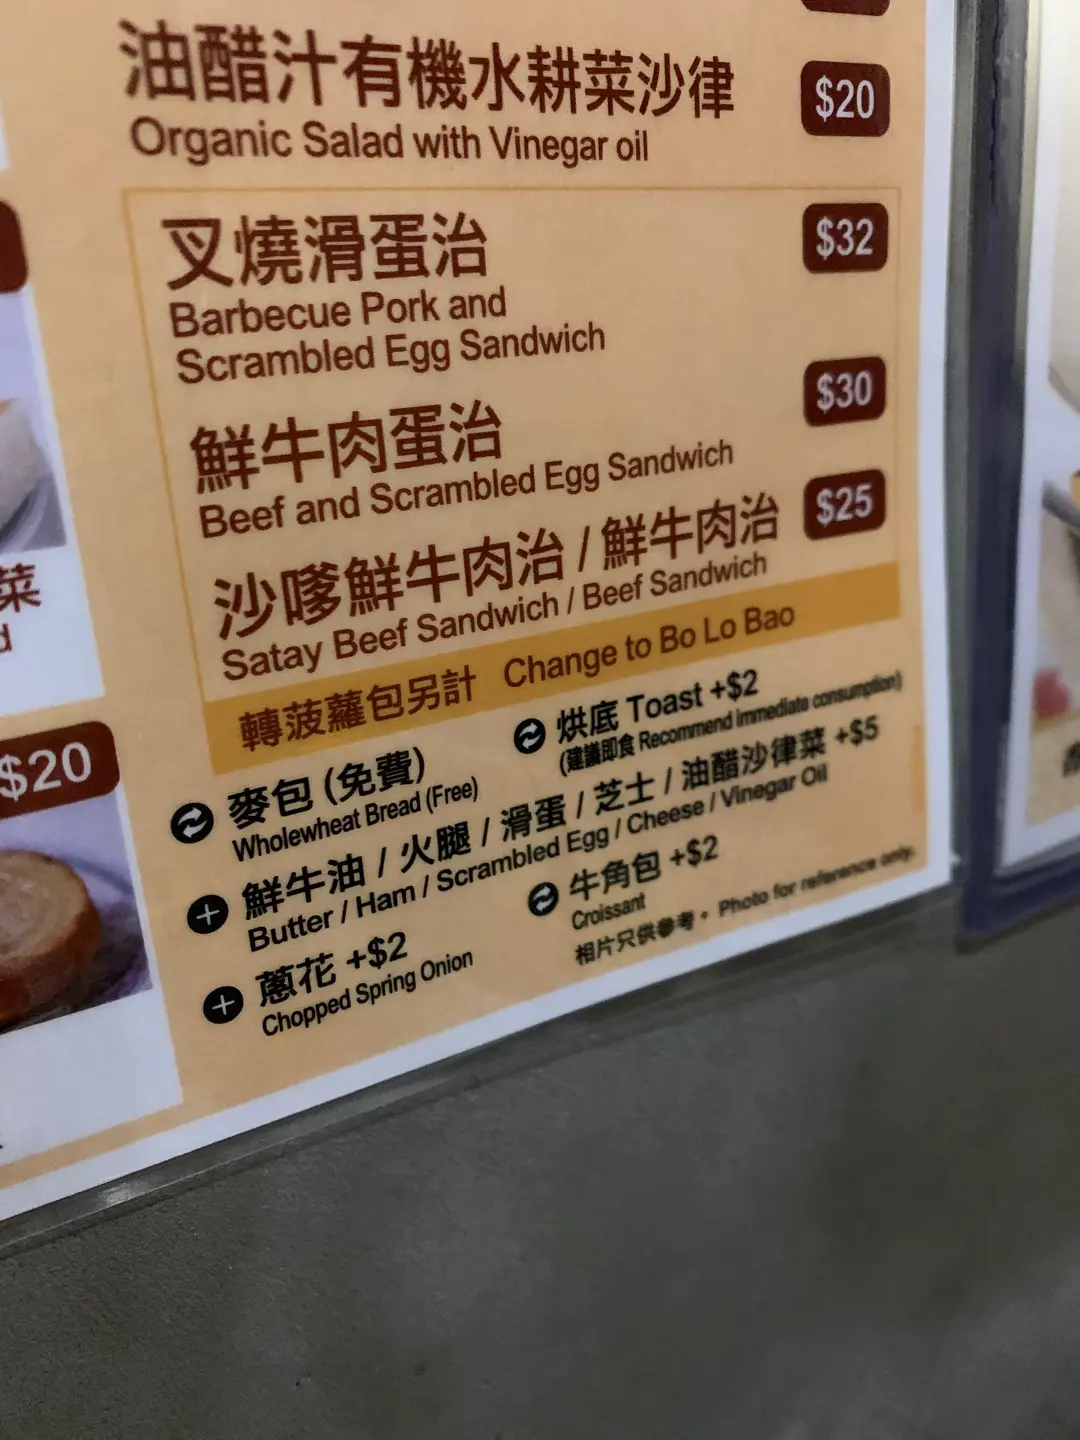 油醋汁有機水耕菜沙律
$20
Organic Salad with Vinegar oil
叉燒滑蛋治
$32
Barbecue Pork and
Scrambled Egg Sandwich
鮮牛肉蛋治
$30
Beef and Scrambled Egg Sandwich
沙嗲鮮牛肉治 / 鮮牛肉治
$25
Satay Beef Sandwich / Beef Sandwich
轉菠蘿包另計 Change to Bo Lo Bao
麥包 (免費)
Wholewheat Bread (Free)
烘底 Toast +$2
(建議即食 Recommend immediate consumption)
鮮牛油 / 火腿 / 滑蛋 / 芝士 / 油醋沙律菜 +$5
Butter / Ham / Scrambled Egg / Cheese / Vinegar Oil
蔥花 +$2
Chopped Spring Onion
牛角包 +$2
Croissant
相片只供參考。 Photo for reference only.
菜
d
$20